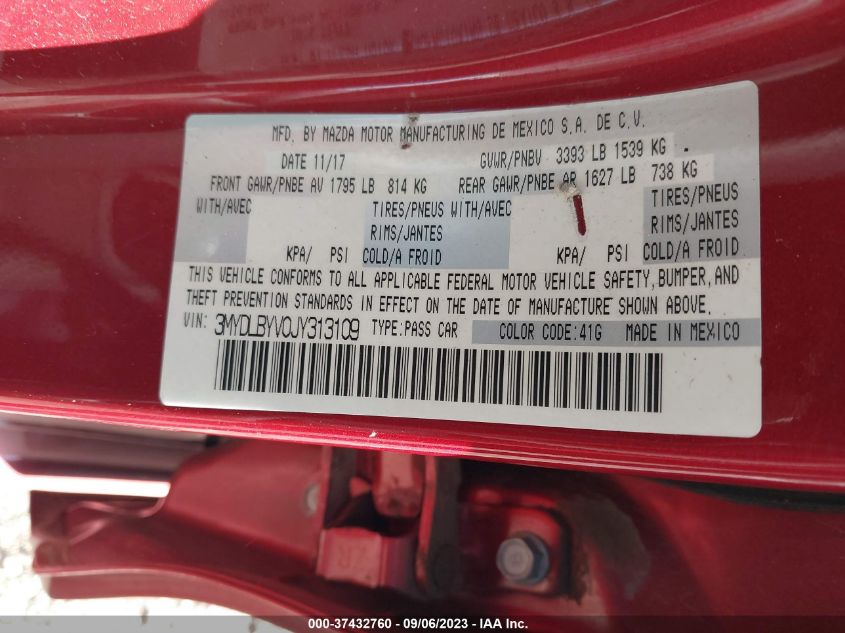 MFD. BY MAZDA MOTOR MANUFACTURING DE MEXICO S.A. DE C.V.
DATE 11/17 GVWR/PNBV 3393 LB 1539 KG
FRONT GAWR/PNBE AV 1795 LB 814 KG REAR GAWR/PNBE AR 1627 LB 738 KG
WITH/AVEC TIRES/PNEUS WITH/AVEC TIRES/PNEUS
RIMS/JANTES RIMS/JANTES
KPA/ PSI COLD/A FROID KPA/ PSI COLD/A FROID
THIS VEHICLE CONFORMS TO ALL APPLICABLE FEDERAL MOTOR VEHICLE SAFETY, BUMPER, AND
THEFT PREVENTION STANDARDS IN EFFECT ON THE DATE OF MANUFACTURE SHOWN ABOVE.
VIN: 3MYDLBYV0JY313109 TYPE:PASS CAR COLOR CODE:41G MADE IN MEXICO
000-37432760 - 09/06/2023 - IAA Inc.